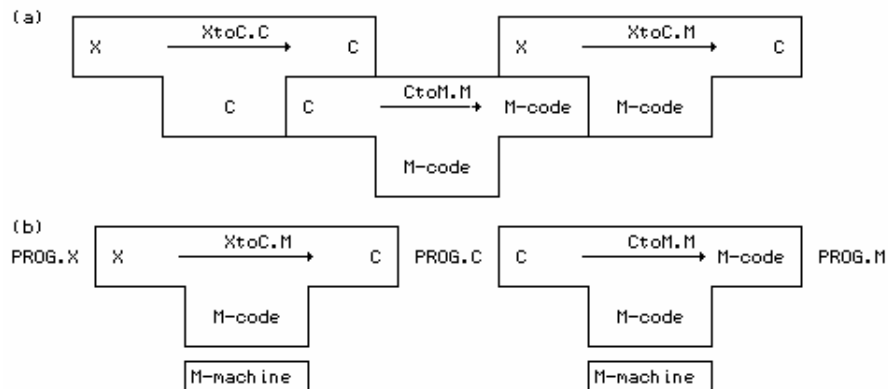 (a)
XtoC.C XtoC.M
X C X C
CtoM.M
C C M-code M-code
M-code
(b)
XtoC.M CtoM.M
PROG.X X C PROG.C C M-code PROG.M
M-code M-code
M-machine M-machine